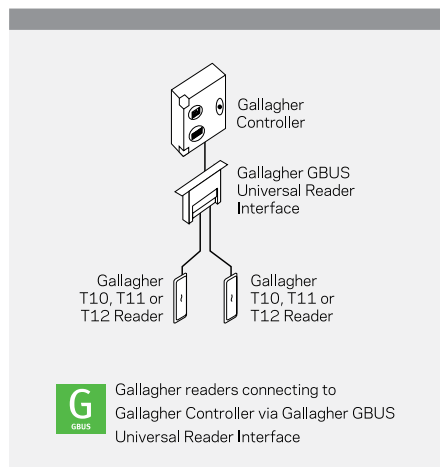 Gallagher
Controller
Gallagher GBUS
Universal Reader
Interface
Gallagher
T10, T11 or
T12 Reader
Gallagher
T10, T11 or
T12 Reader
G
GBUS
Gallagher readers connecting to
Gallagher Controller via Gallagher GBUS
Universal Reader Interface